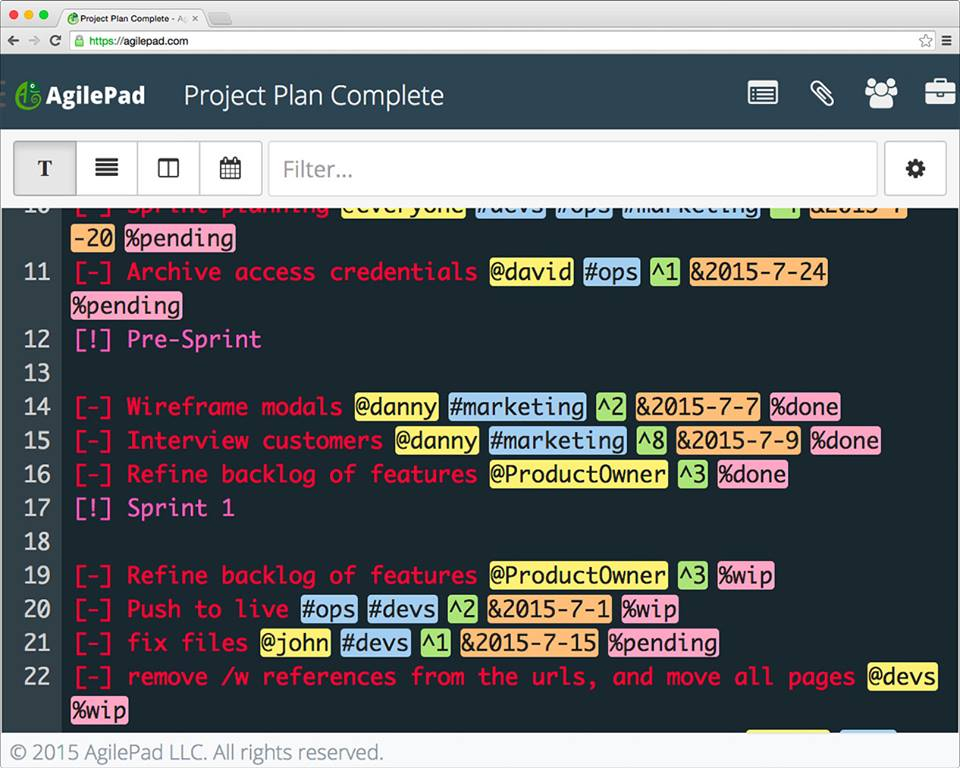 Project Plan Complete - Ag
https://agilepad.com
AgilePad Project Plan Complete
T Filter...
10 [-] Sprint planning @everyone #devs #ops #marketing ^4 &2015-7
-20 %pending
11 [-] Archive access credentials @david #ops ^1 &2015-7-24
%pending
12 [!] Pre-Sprint
13
14 [-] Wireframe modals @danny #marketing ^2 &2015-7-7 %done
15 [-] Interview customers @danny #marketing ^8 &2015-7-9 %done
16 [-] Refine backlog of features @ProductOwner ^3 %done
17 [!] Sprint 1
18
19 [-] Refine backlog of features @ProductOwner ^3 %wip
20 [-] Push to live #ops #devs ^2 &2015-7-1 %wip
21 [-] fix files @john #devs ^1 &2015-7-15 %pending
22 [-] remove /w references from the urls, and move all pages @devs
%wip
© 2015 AgilePad LLC. All rights reserved.